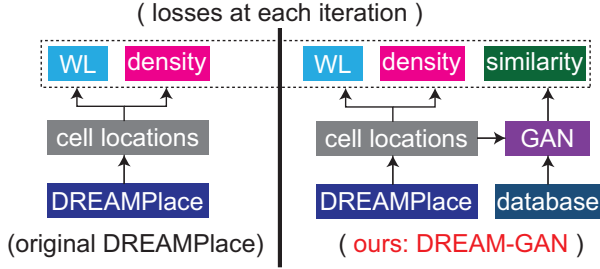 ( losses at each iteration )
WL density
cell locations
DREAMPlace
(original DREAMPlace)
WL density similarity
cell locations GAN
DREAMPlace database
( ours: DREAM-GAN )